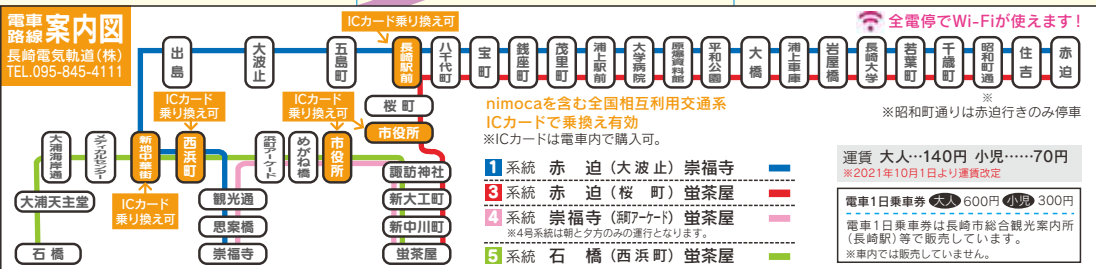 電車路線案内図
長崎電気軌道(株)
TEL.095-845-4111
ICカード乗り換え可
全電停でWi-Fiが使えます!
出島
大波止
五島町
長崎駅前
八千代町
宝町
銭座町
茂里町
浦上駅前
大学病院
原爆資料館
平和公園
大橋
浦上車庫
岩屋橋
長崎大学
若葉町
千歳町
昭和町通
住吉
赤迫
※
※昭和町通りは赤迫行きのみ停車
桜町
市役所
ICカード
乗り換え可
ICカード
乗り換え可
nimocaを含む全国相互利用交通系
ICカードで乗換え有効
※ICカードは電車内で購入可。
大浦海岸通
メディカルセンター
新地中華街
西浜町
浜町アーケード
めがね橋
市役所
諏訪神社
大浦天主堂
ICカード
乗り換え可
観光通
新大工町
思案橋
新中川町
石橋
崇福寺
蛍茶屋
1 系統 赤 迫(大波止)崇福寺
3 系統 赤 迫(桜 町)蛍茶屋
4 系統 崇福寺(浜町アーケード)蛍茶屋
※4号系統は朝と夕方のみの運行となります。
5 系統 石 橋(西浜町)蛍茶屋
運賃 大人…140円 小児……70円
※2021年10月1日より運賃改定
電車1日乗車券 大人 600円 小児 300円
電車1日乗車券は長崎市総合観光案内所
(長崎駅)等で販売しています。
※車内では販売していません。